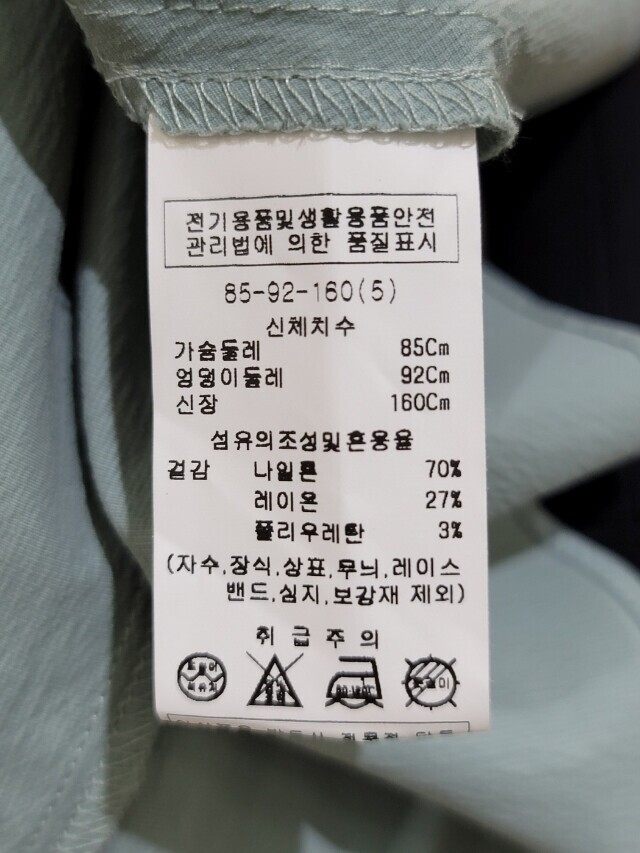 전기용품및생활용품안전
관리법에 의한 품질표시
85-92-160(5)
신체치수
가슴둘레 85Cm
엉덩이둘레 92Cm
신장 160Cm
섬유의조성및혼용율
겉감 나일론 70%
레이온 27%
폴리우레탄 3%
(자수,장식,상표,무늬,레이스
밴드,심지,보강재 제외)
취급주의